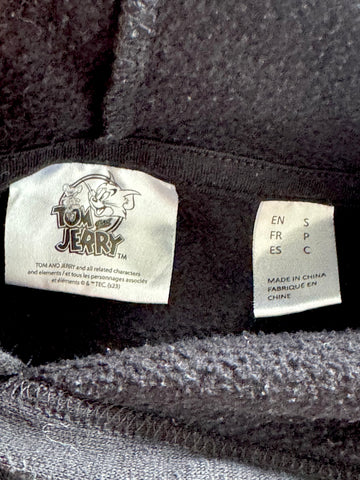 TOM AND
JERRY™
TOM AND JERRY and all related characters
and elements / et tous les personnages associés
et éléments © & ™ TEC. (s23)
EN S
FR P
ES C
MADE IN CHINA
FABRIQUÉ EN
CHINE